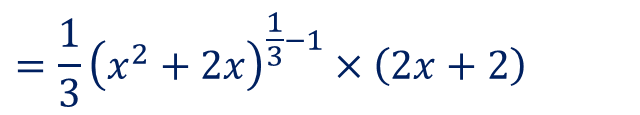 = 1/3 (x² + 2x)^(1/3 − 1) × (2x + 2)